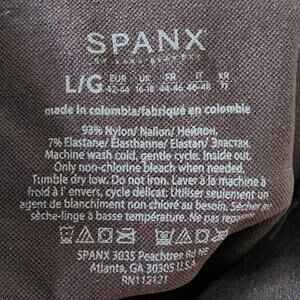 SPANX
BY SARA BLAKELY
L/G EUR UK FR IT KR
42-44 16-18 44-46 46-48 77
made in colombia/fabriqué en colombie
93% Nylon/Nailon/Нейлон,
7% Elastane/Élasthanne/Elastan/Эластан.
Machine wash cold, gentle cycle. Inside out.
Only non-chlorine bleach when needed.
Tumble dry low. Do not iron. Laver à la machine à
froid à l' envers, cycle délicat. Utiliser seulement un
agent de blanchiment non chloré au besoin. Sécher au
sèche-linge à basse température. Ne pas
SPANX 3035 Peachtree Rd NE
Atlanta, GA 30305 U.S.A.
RN112121